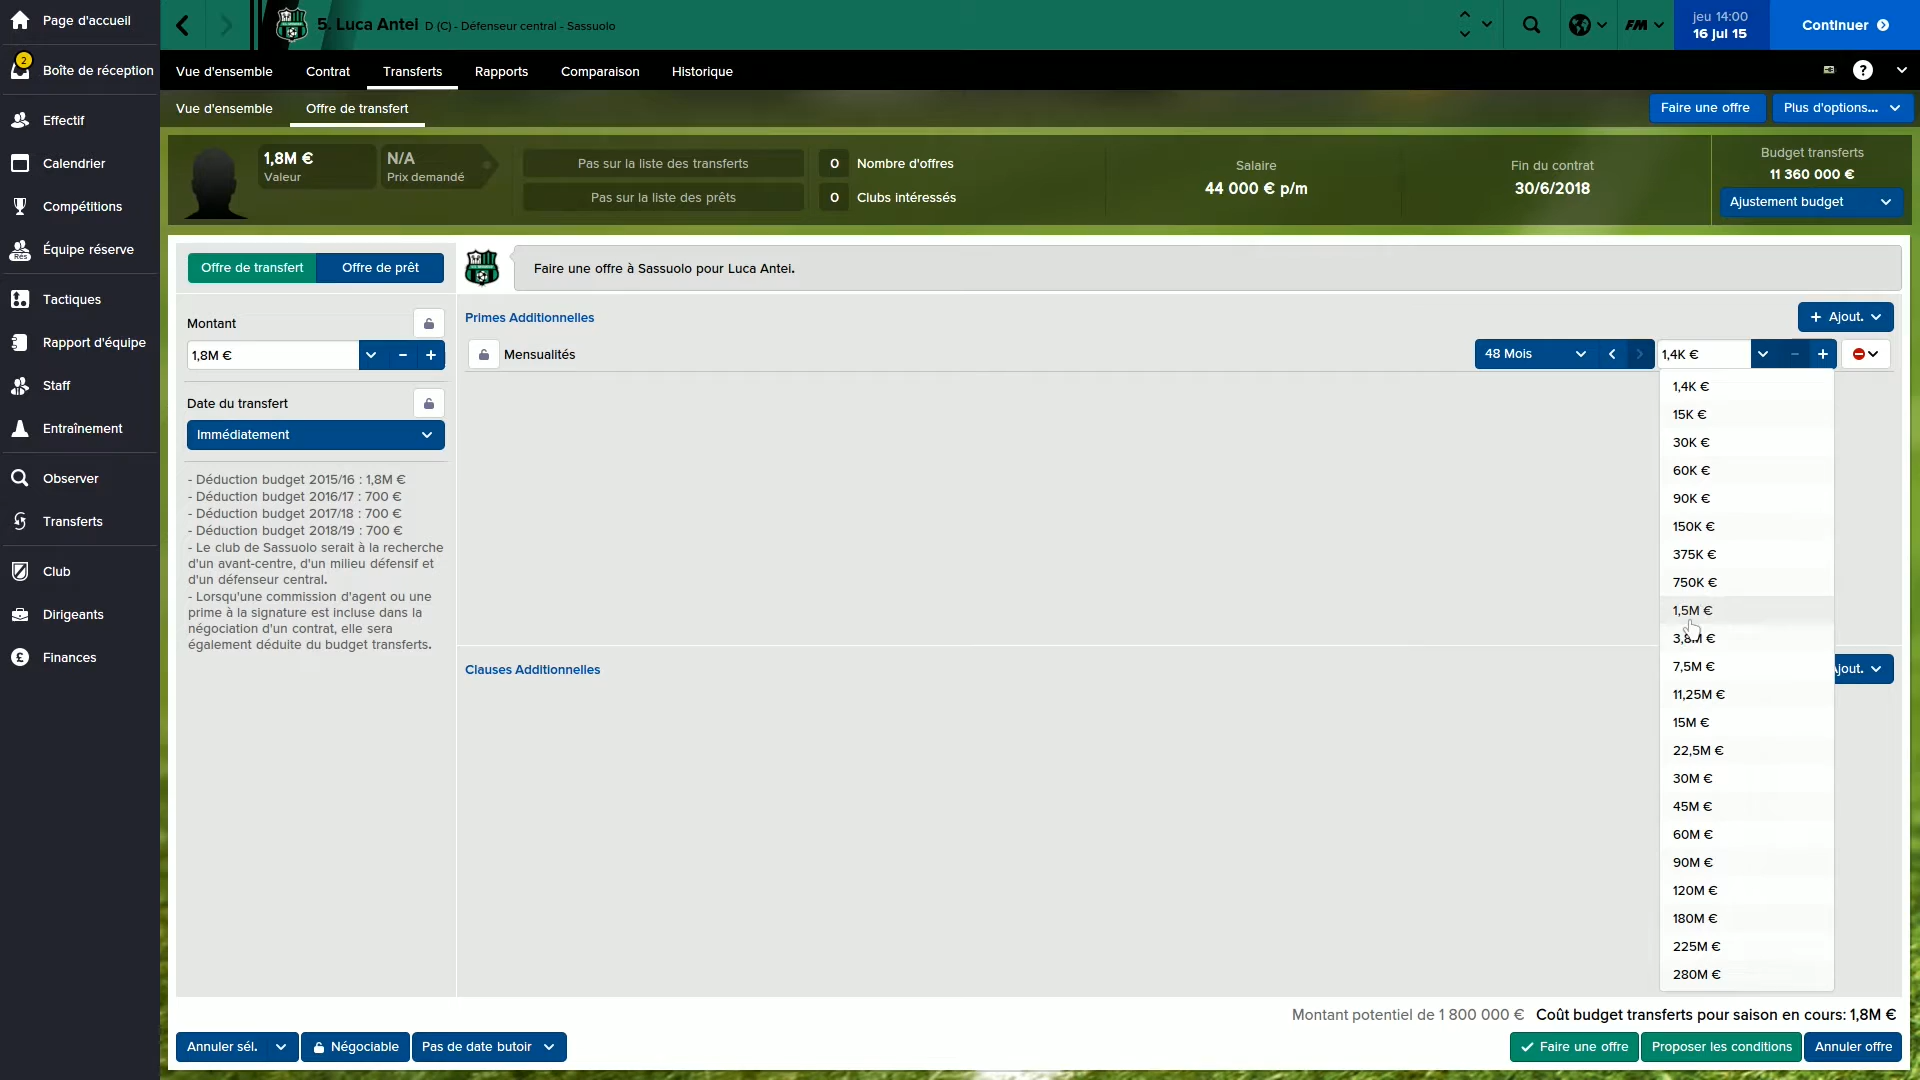 Page d'accueil
2
Boîte de réception
Effectif
Calendrier
Compétitions
Rés
Équipe réserve
Tactiques
Rapport d'équipe
Staff
Entraînement
Observer
Transferts
Club
Dirigeants
£
Finances
5. Luca Antei D (C) - Défenseur central - Sassuolo
FM
jeu 14:00
16 jul 15
Continuer
Vue d'ensemble
Contrat
Transferts
Rapports
Comparaison
Historique
?
Vue d'ensemble
Offre de transfert
Faire une offre
Plus d'options...
1,8M €
Valeur
N/A
Prix demandé
Pas sur la liste des transferts
Pas sur la liste des prêts
0 Nombre d'offres
0 Clubs intéressés
Salaire
44 000 € p/m
Fin du contrat
30/6/2018
Budget transferts
11 360 000 €
Ajustement budget
Offre de transfert
Offre de prêt
Faire une offre à Sassuolo pour Luca Antei.
Montant
1,8M €
Date du transfert
Immédiatement
- Déduction budget 2015/16 : 1,8M €
- Déduction budget 2016/17 : 700 €
- Déduction budget 2017/18 : 700 €
- Déduction budget 2018/19 : 700 €
- Le club de Sassuolo serait à la recherche
d'un avant-centre, d'un milieu défensif et
d'un défenseur central.
- Lorsqu'une commission d'agent ou une
prime à la signature est incluse dans la
négociation d'un contrat, elle sera
également déduite du budget transferts.
Primes Additionnelles
+ Ajout.
Mensualités
48 Mois
1,4K €
1,4K €
15K €
30K €
60K €
90K €
150K €
375K €
750K €
1,5M €
3,8M €
7,5M €
11,25M €
15M €
22,5M €
30M €
45M €
60M €
90M €
120M €
180M €
225M €
280M €
Clauses Additionnelles
jout.
Montant potentiel de 1 800 000 € Coût budget transferts pour saison en cours: 1,8M €
Annuler sél.
Négociable
Pas de date butoir
Faire une offre
Proposer les conditions
Annuler offre